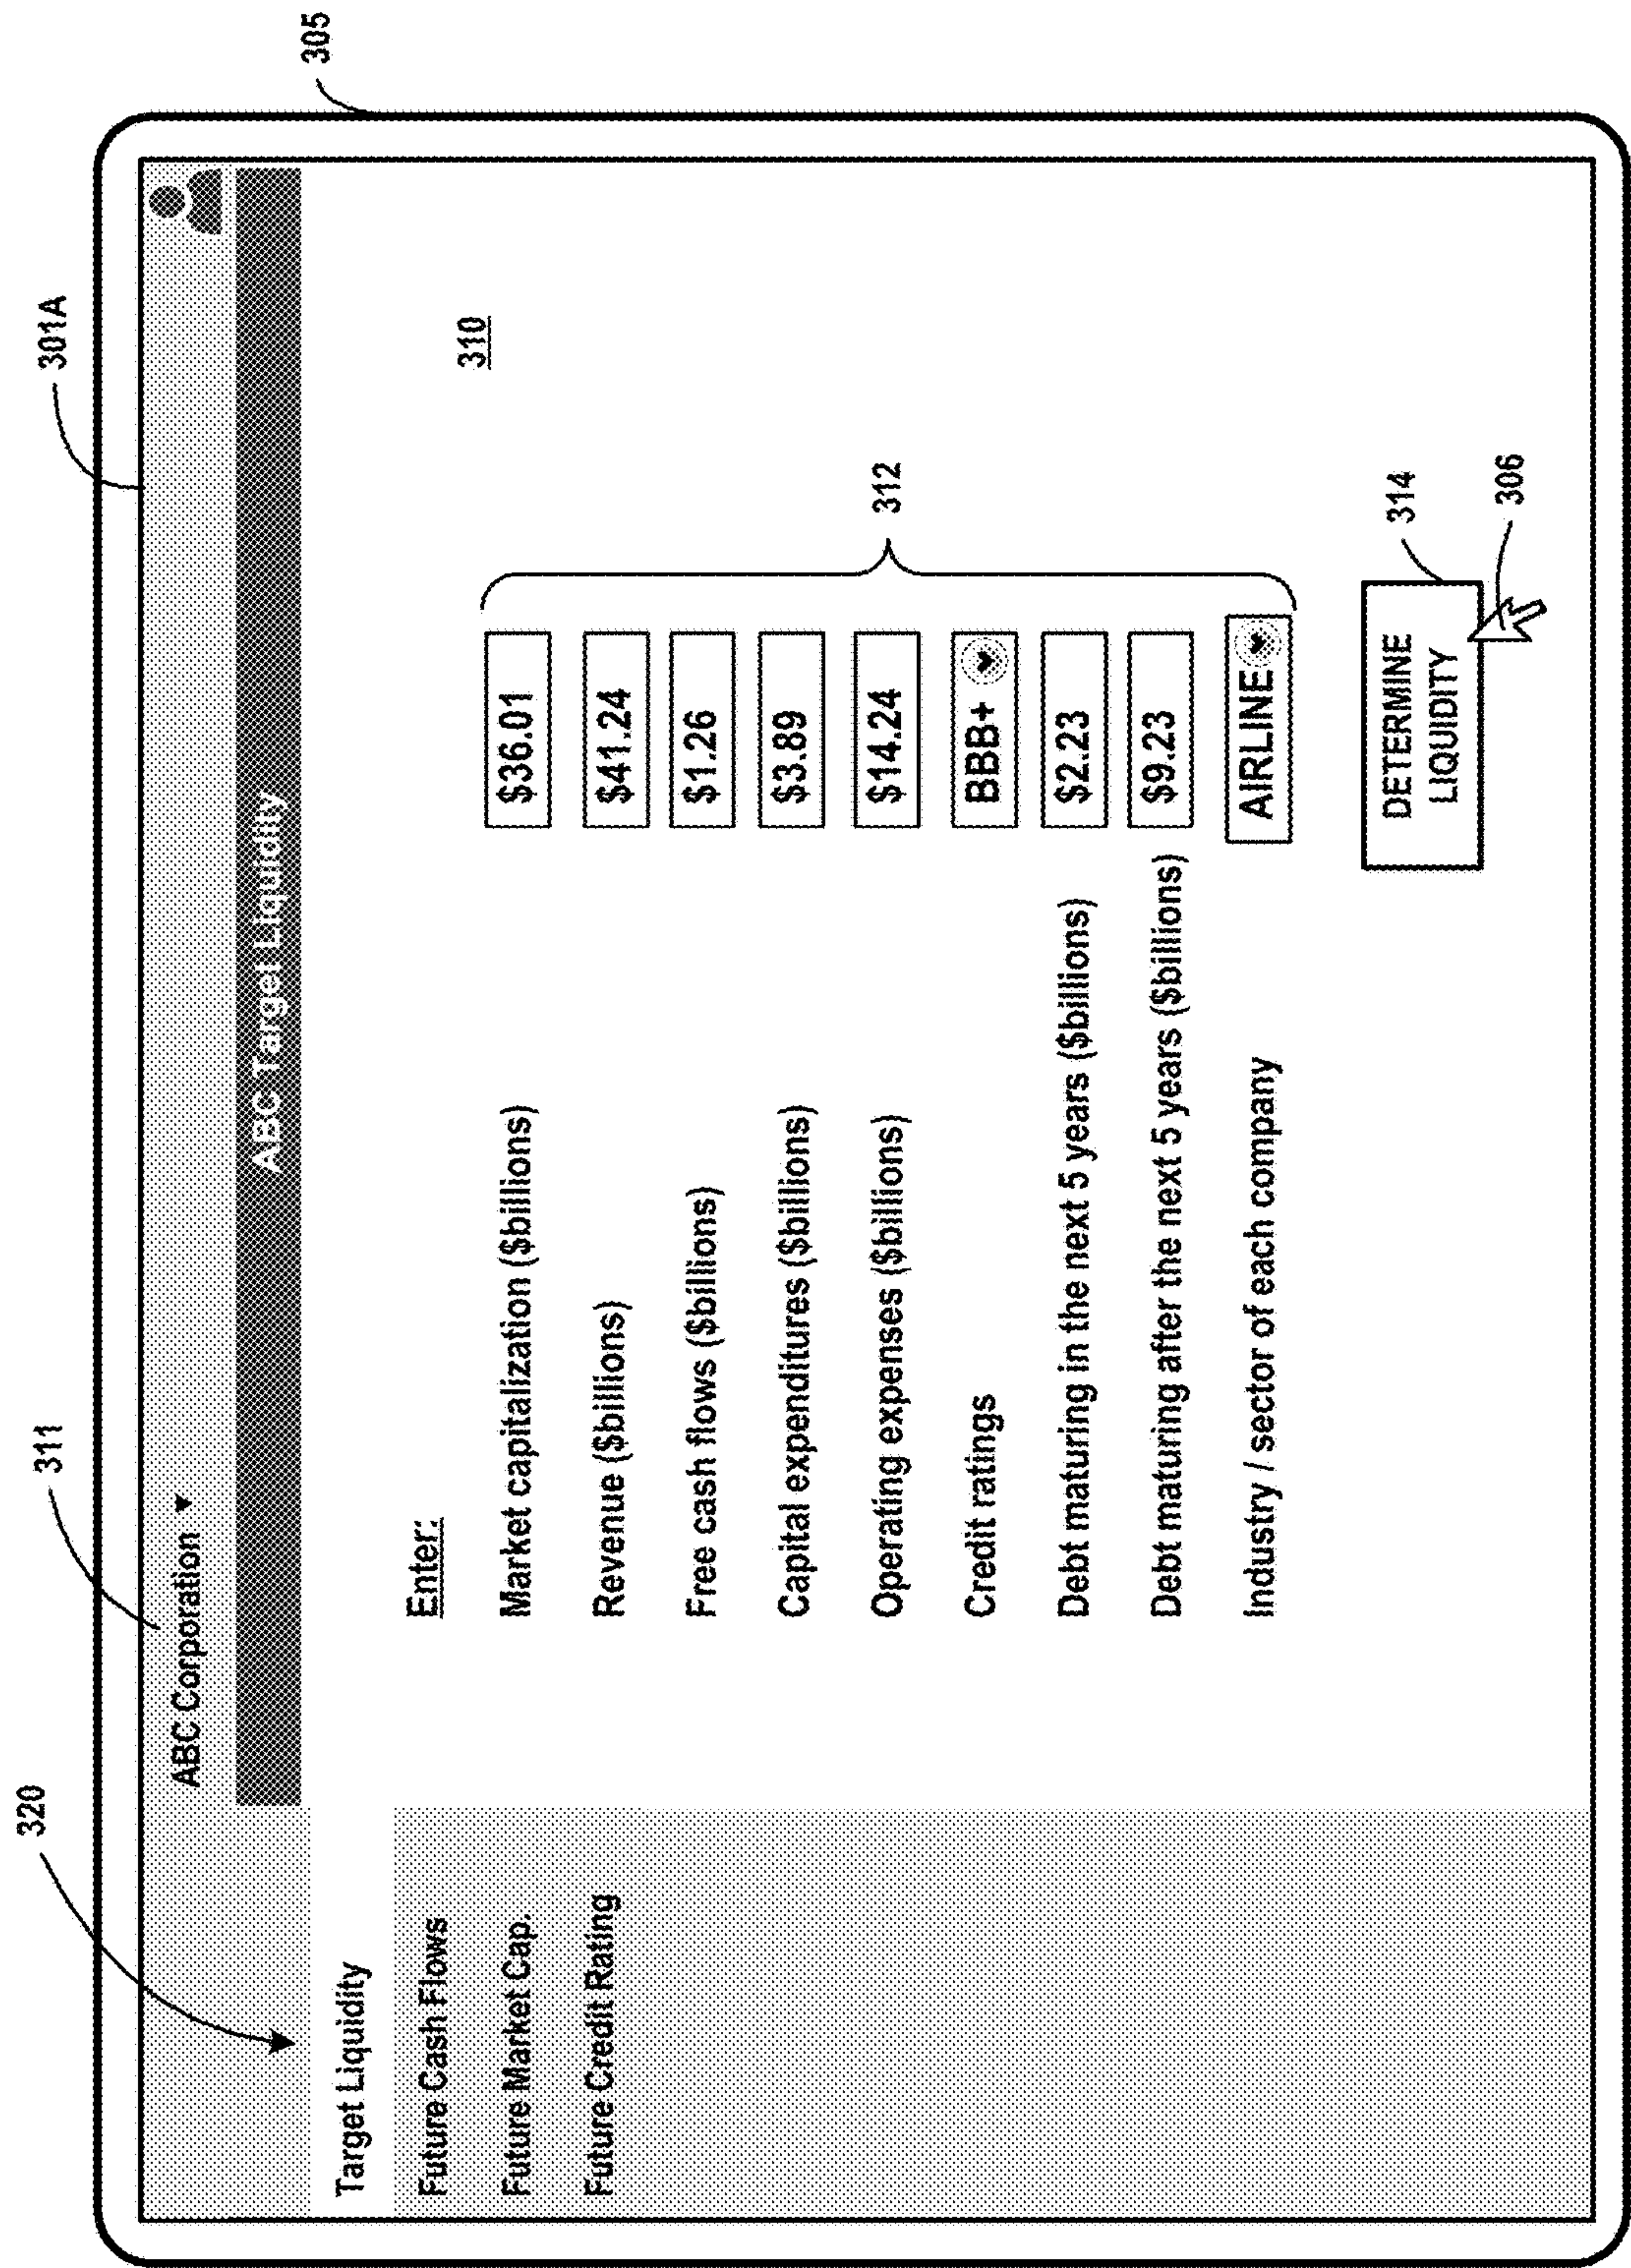 320
311
301A
305
ABC Corporation ▼
ABC Target Liquidity
Target Liquidity
Future Cash Flows
Future Market Cap.
Future Credit Rating
310
Enter:
Market capitalization ($billions) $36.01
Revenue ($billions) $41.24
Free cash flows ($billions) $1.26
Capital expenditures ($billions) $3.89
Operating expenses ($billions) $14.24
Credit ratings BBB+
Debt maturing in the next 5 years ($billions) $2.23
Debt maturing after the next 5 years ($billions) $9.23
Industry / sector of each company AIRLINE
312
DETERMINE
LIQUIDITY
314
306